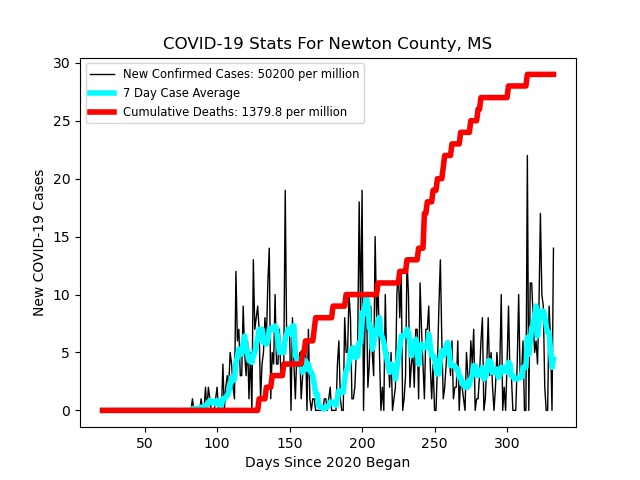 COVID-19 Stats For Newton County, MS
New Confirmed Cases: 50200 per million
7 Day Case Average
Cumulative Deaths: 1379.8 per million
New COVID-19 Cases
30
25
20
15
10
5
0
50
100
150
200
250
300
Days Since 2020 Began